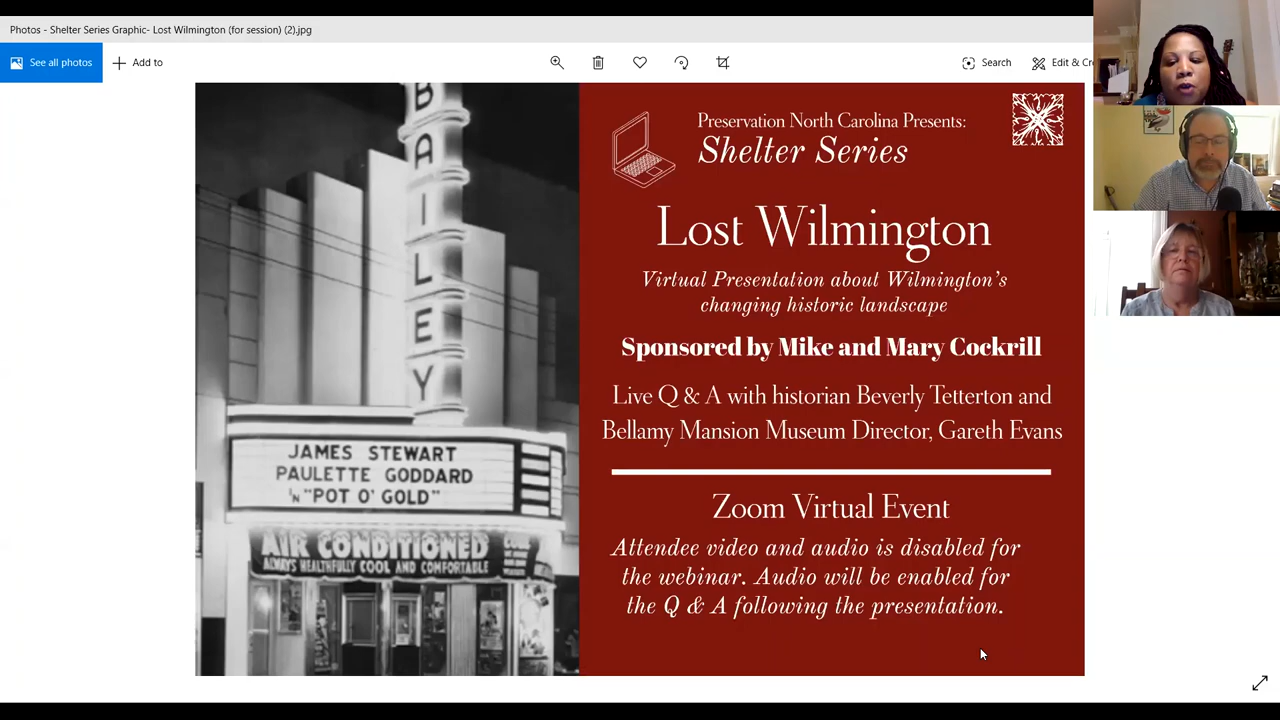 Photos - Shelter Series Graphic- Lost Wilmington (for session) (2).jpg
See all photos
Add to
Search
Edit & Cr
BAILEY
JAMES STEWART
PAULETTE GODDARD
IN "POT O' GOLD"
AIR CONDITIONED
ALWAYS HEALTHFULLY COOL AND COMFORTABLE
Preservation North Carolina Presents:
Shelter Series
Lost Wilmington
Virtual Presentation about Wilmington's
changing historic landscape
Sponsored by Mike and Mary Cockrill
Live Q & A with historian Beverly Tetterton and
Bellamy Mansion Museum Director, Gareth Evans
Zoom Virtual Event
Attendee video and audio is disabled for
the webinar. Audio will be enabled for
the Q & A following the presentation.